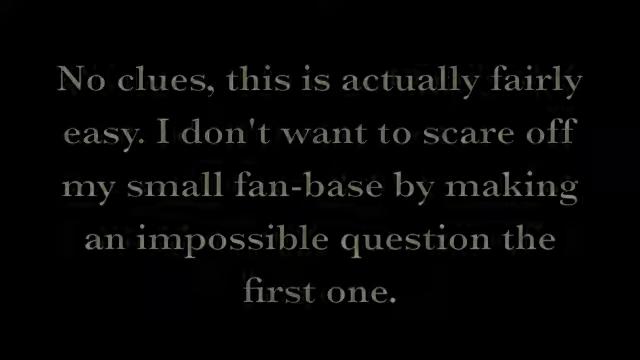 No clues, this is actually fairly
easy. I don't want to scare off
my small fan-base by making
an impossible question the
first one.